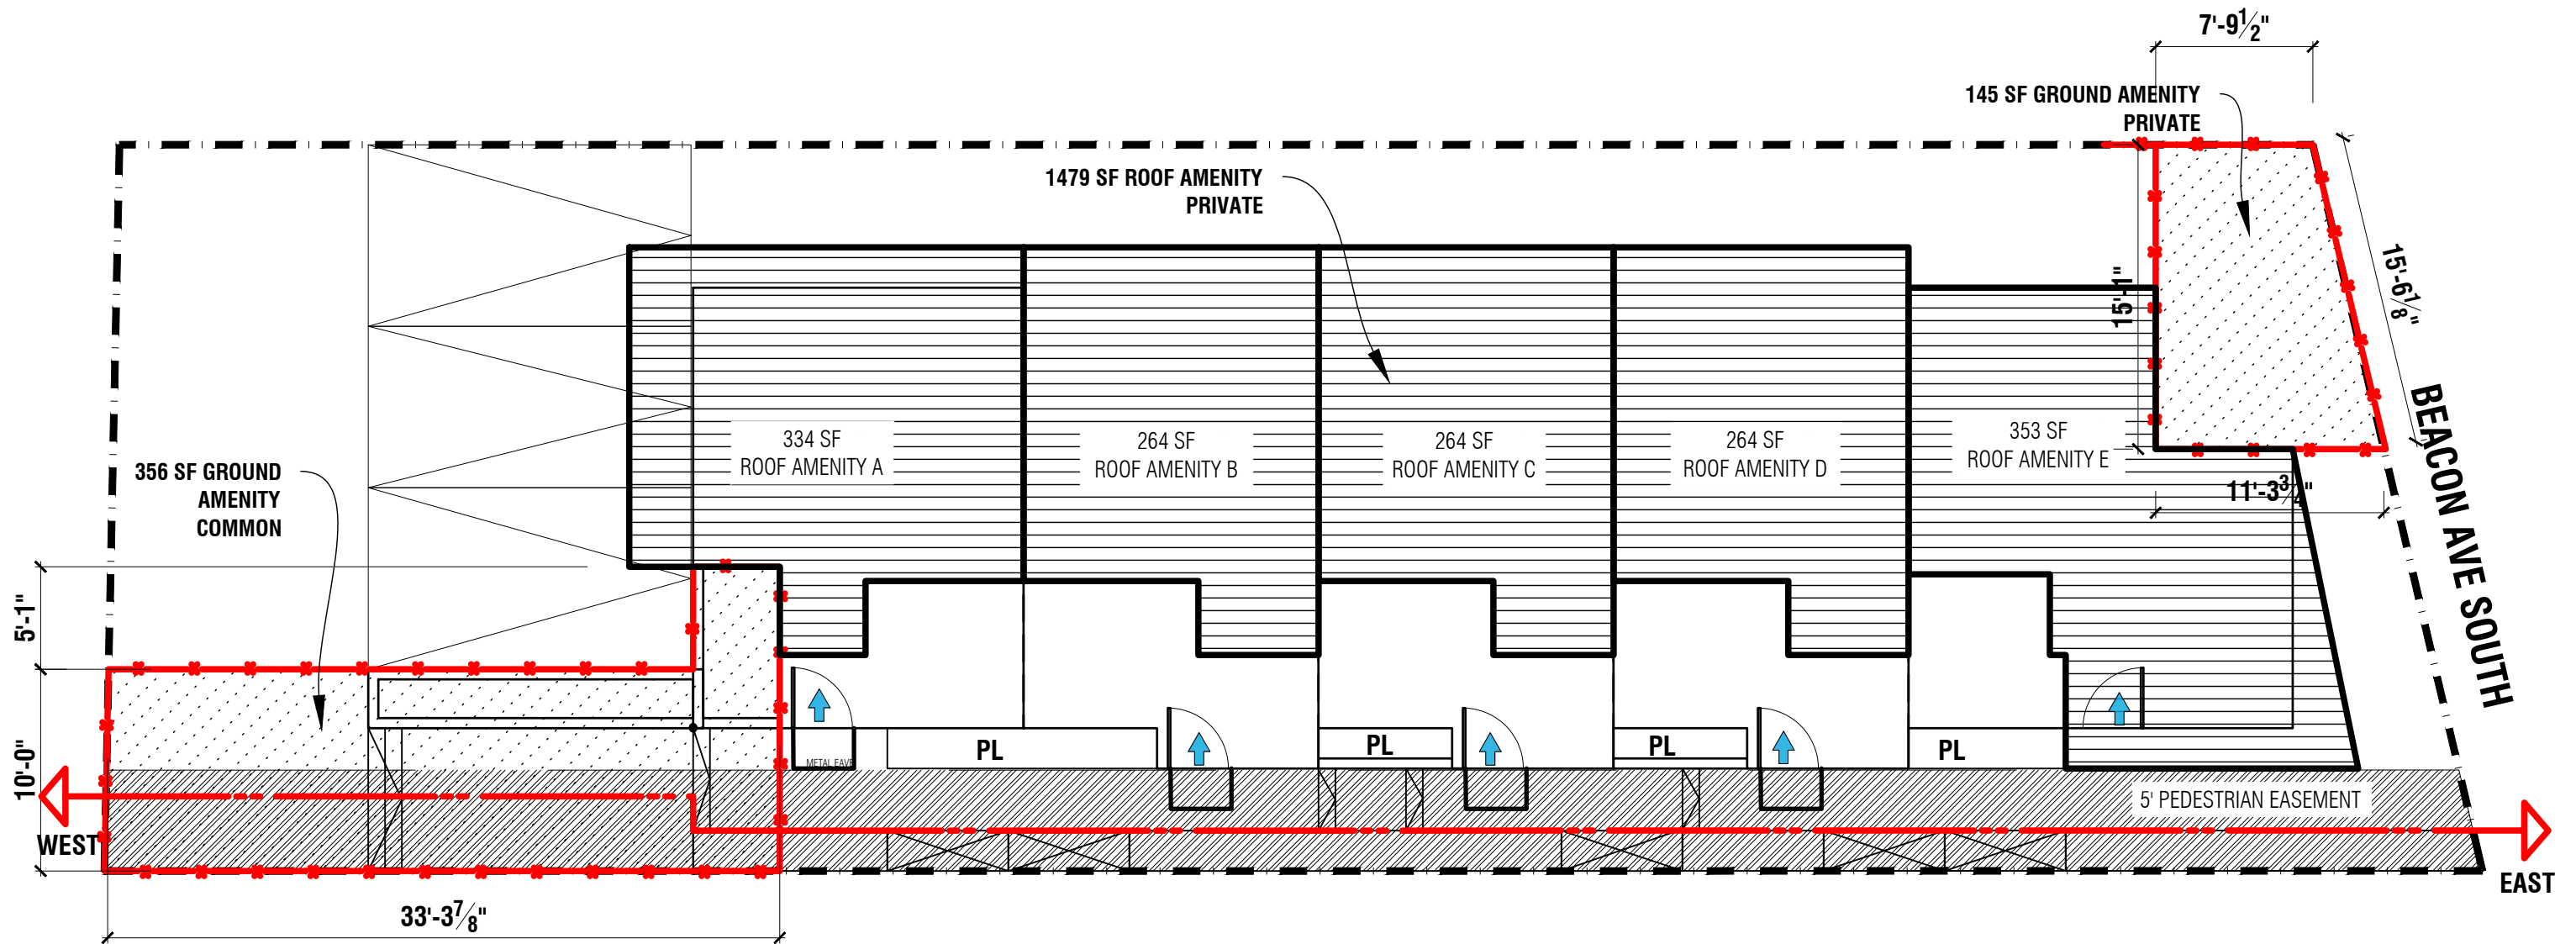 7'-9 1/2"
145 SF GROUND AMENITY
PRIVATE
1479 SF ROOF AMENITY
PRIVATE
15'-1"
15'-6 1/8"
BEACON AVE SOUTH
334 SF
ROOF AMENITY A
264 SF
ROOF AMENITY B
264 SF
ROOF AMENITY C
264 SF
ROOF AMENITY D
353 SF
ROOF AMENITY E
356 SF GROUND
AMENITY
COMMON
11'-3 3/4"
5'-1"
10'-0"
METAL EAVE
PL
PL
PL
PL
5' PEDESTRIAN EASEMENT
WEST
EAST
33'-3 7/8"